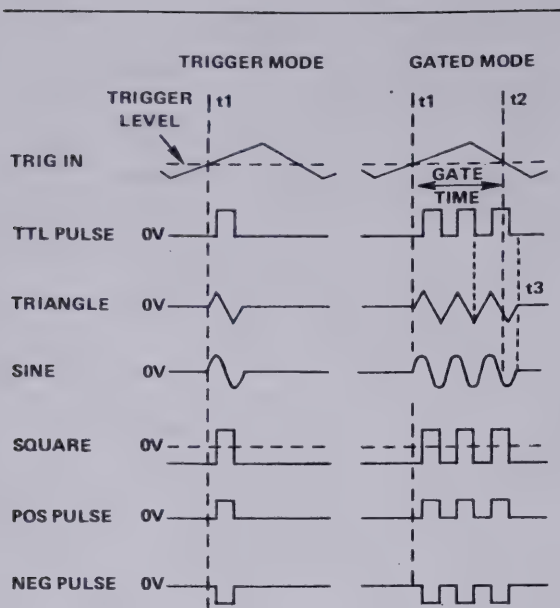 TRIGGER MODE GATED MODE
t1 t1 t2
TRIGGER
LEVEL
TRIG IN
GATE
TIME
TTL PULSE 0V
t3
TRIANGLE 0V
SINE 0V
SQUARE 0V
POS PULSE 0V
NEG PULSE 0V